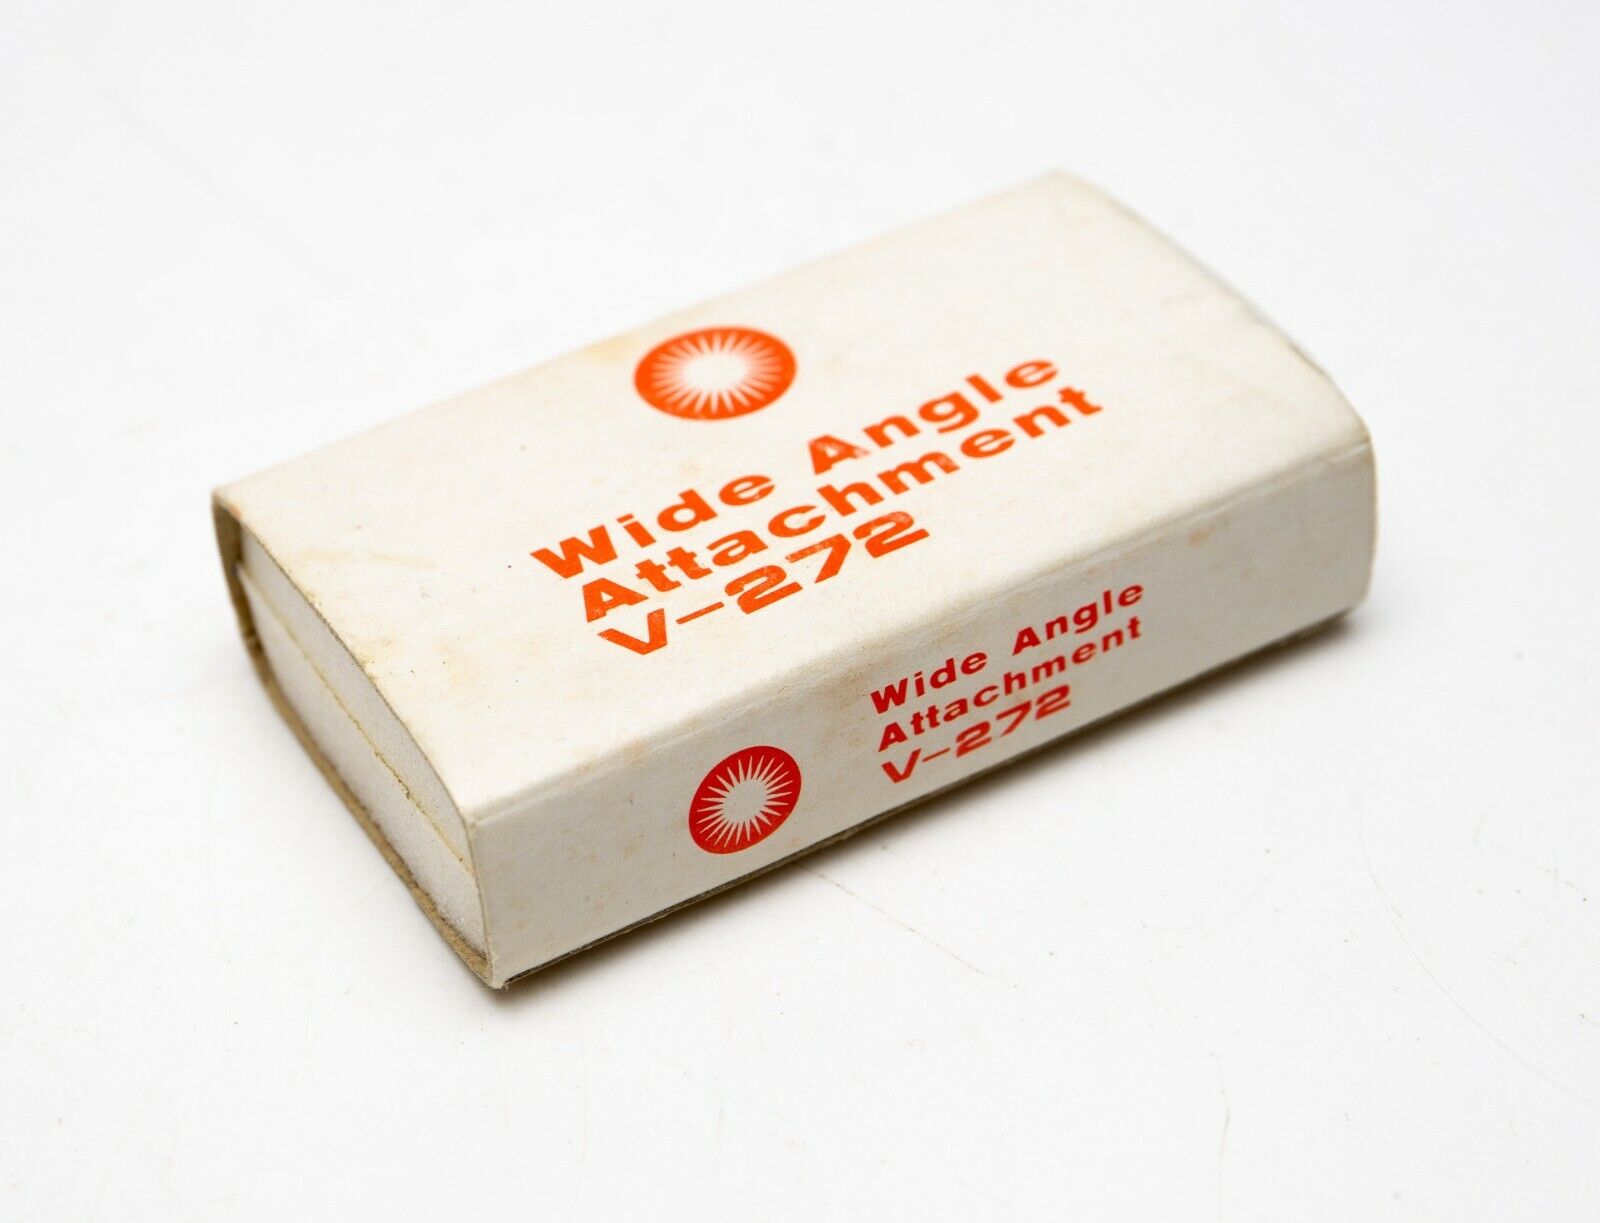 Wide Angle
Attachment
V-272
Wide Angle
Attachment
V-272